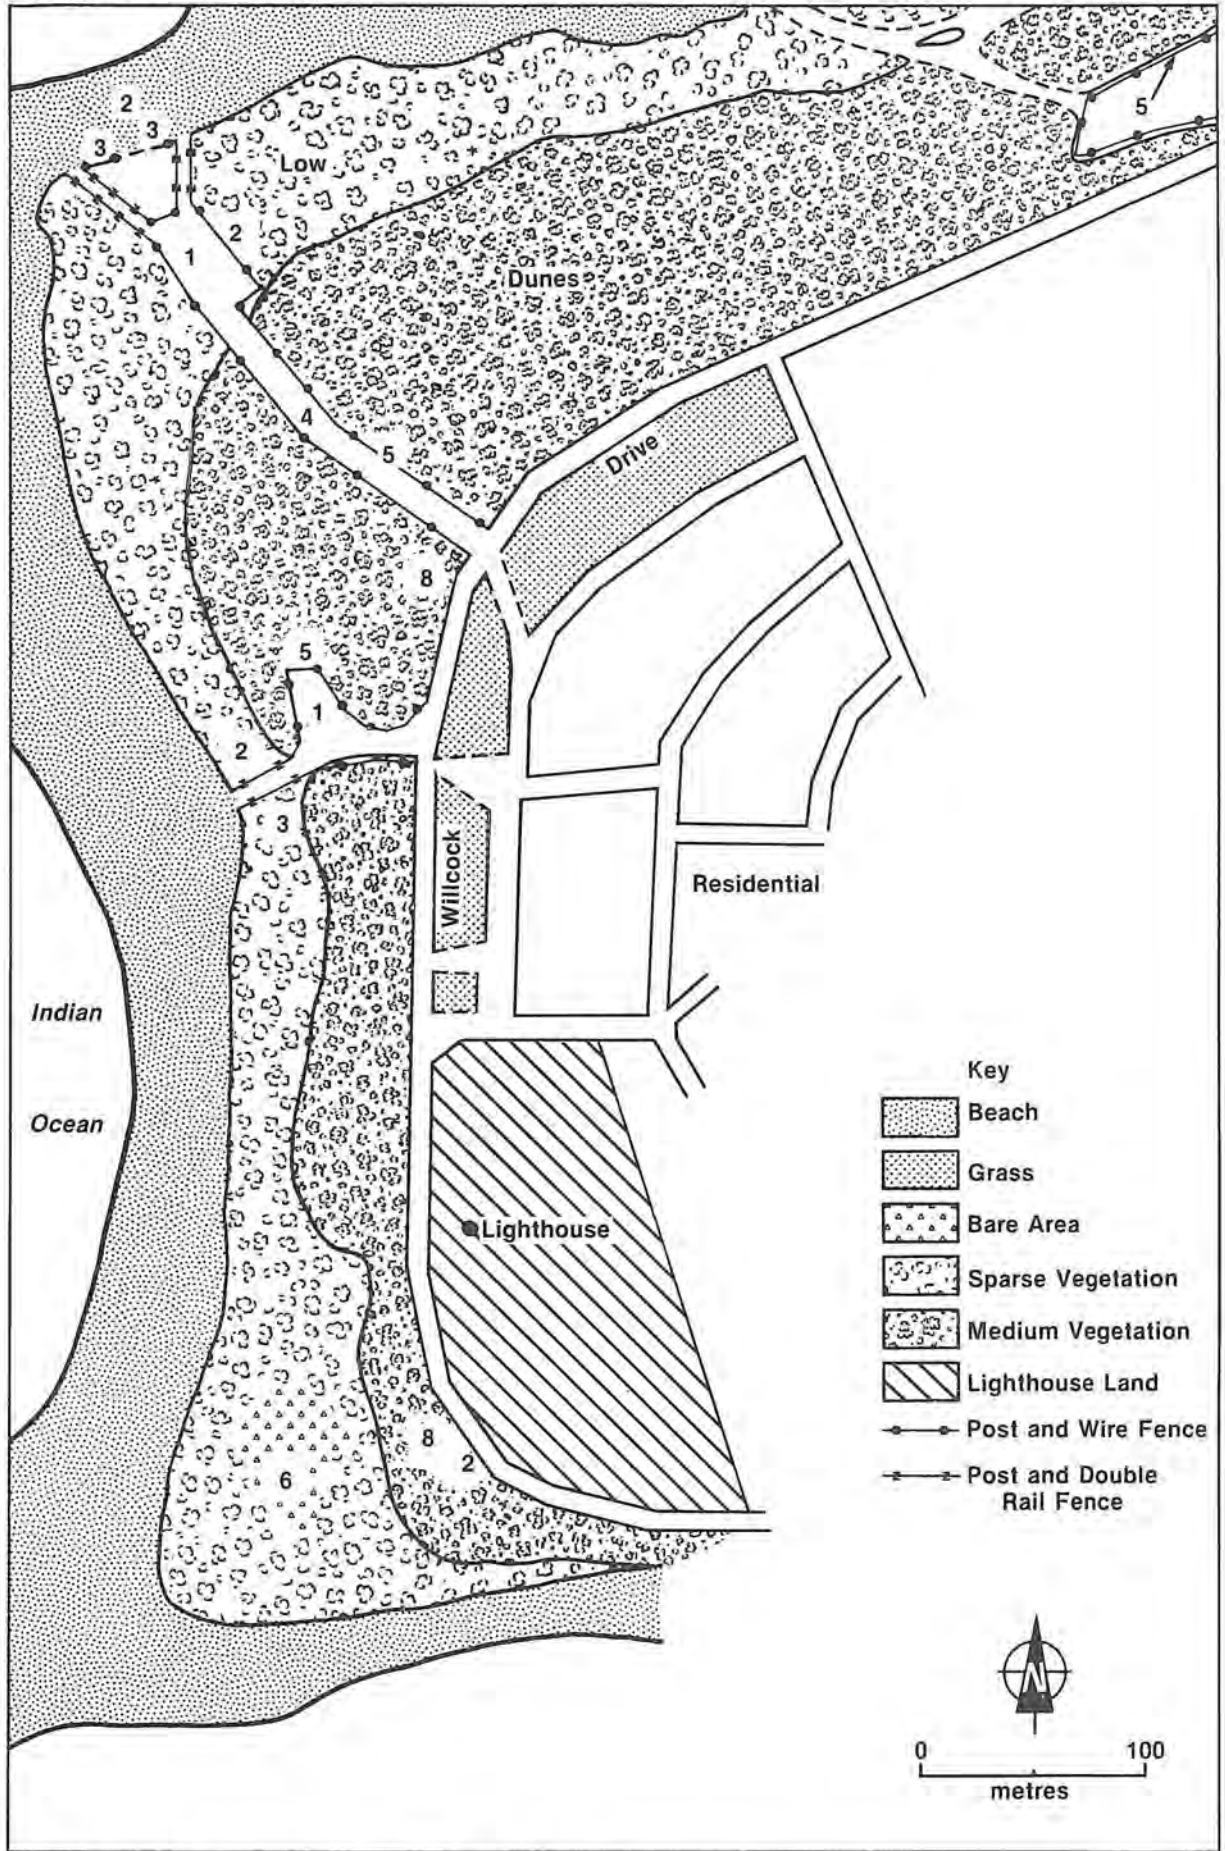 2
3
3
5
Low
2
1
Dunes
4
5
Drive
8
5
1
2
3
Willcock
Residential
Indian
Ocean
Lighthouse
8
2
6
Key
Beach
Grass
Bare Area
Sparse Vegetation
Medium Vegetation
Lighthouse Land
Post and Wire Fence
Post and Double
Rail Fence
N
0 100
metres